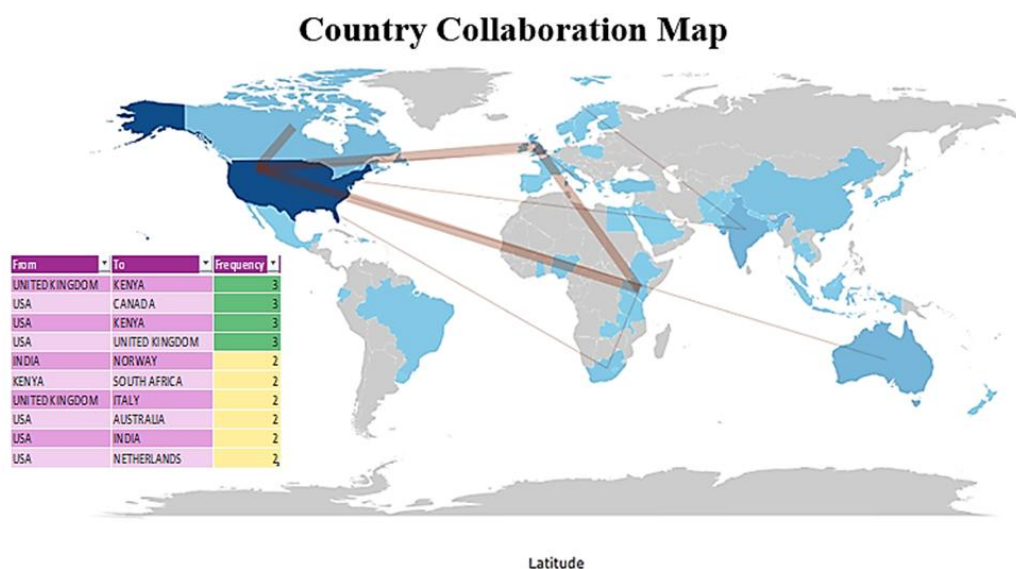 Country Collaboration Map
From To Frequency
UNITED KINGDOM KENYA 3
USA CANADA 3
USA KENYA 3
USA UNITED KINGDOM 3
INDIA NORWAY 2
KENYA SOUTH AFRICA 2
UNITED KINGDOM ITALY 2
USA AUSTRALIA 2
USA INDIA 2
USA NETHERLANDS 2
Latitude